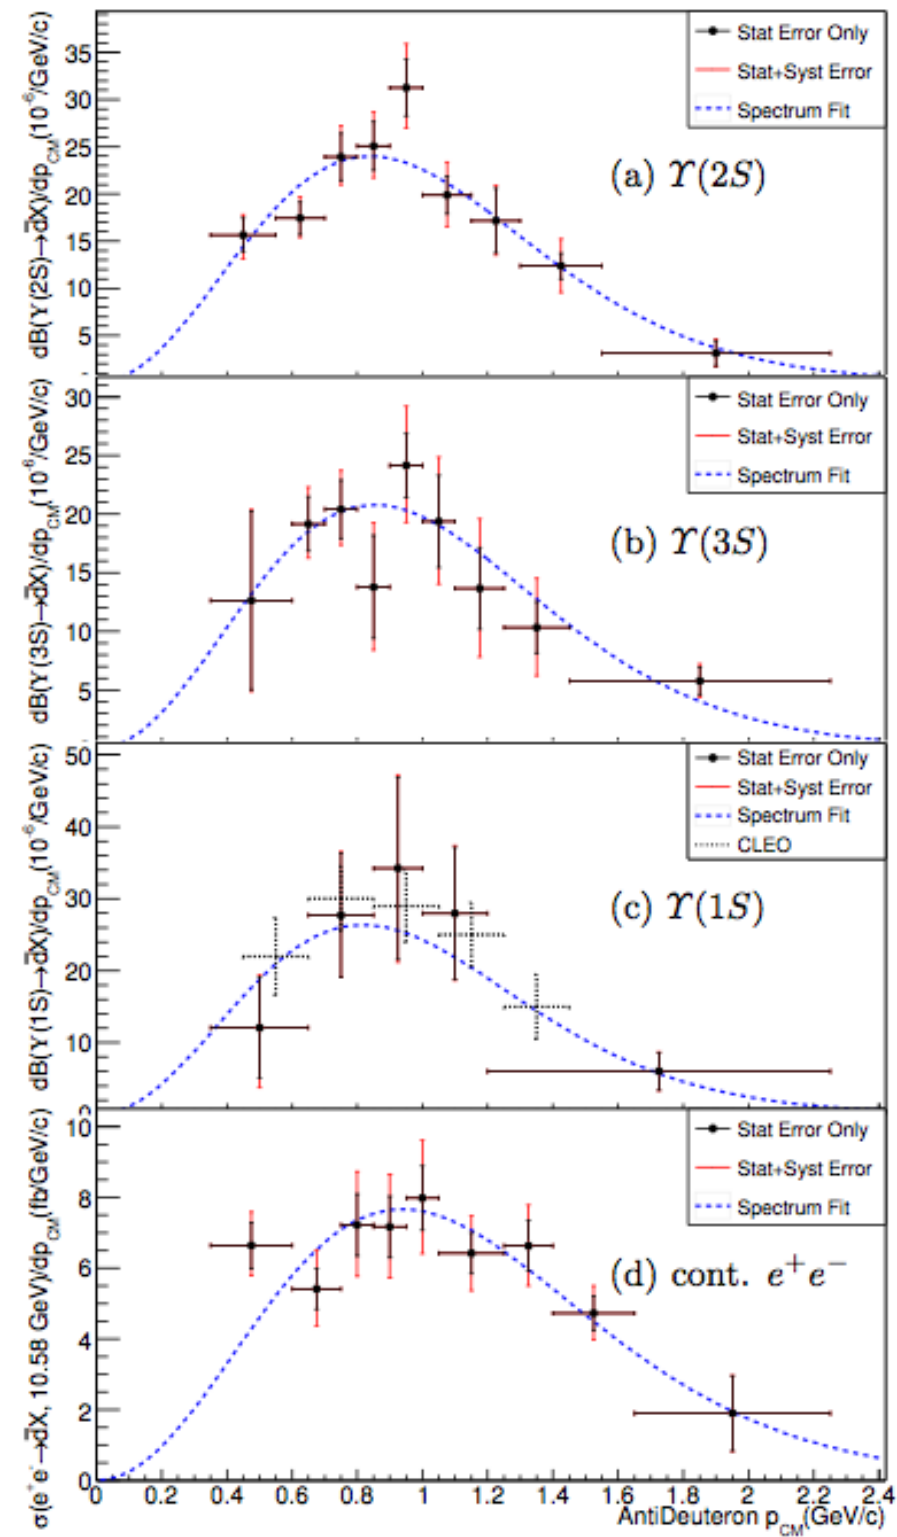 dB(ϒ(2S)→d̅X)/dp_CM(10⁻⁶/GeV/c)
35
30
25
20
15
10
5
Stat Error Only
Stat+Syst Error
Spectrum Fit
(a) ϒ(2S)
dB(ϒ(3S)→d̅X)/dp_CM(10⁻⁶/GeV/c)
30
25
20
15
10
5
Stat Error Only
Stat+Syst Error
Spectrum Fit
(b) ϒ(3S)
dB(ϒ(1S)→d̅X)/dp_CM(10⁻⁶/GeV/c)
50
40
30
20
10
0
Stat Error Only
Stat+Syst Error
Spectrum Fit
CLEO
(c) ϒ(1S)
σ(e⁺e⁻→d̅X, 10.58 GeV)/dp_CM(fb/GeV/c)
10
8
6
4
2
0
Stat Error Only
Stat+Syst Error
Spectrum Fit
(d) cont. e⁺e⁻
0 0.2 0.4 0.6 0.8 1 1.2 1.4 1.6 1.8 2 2.2 2.4
AntiDeuteron p_CM(GeV/c)